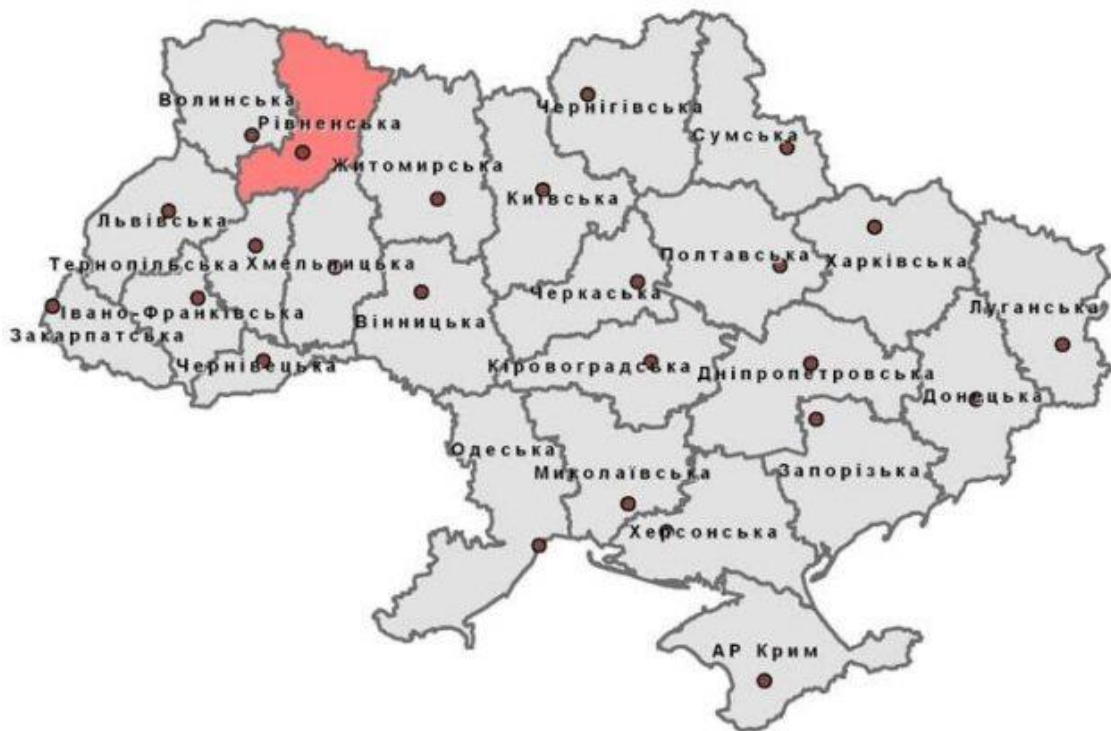 Волинська
Чернігівська
Рівненська
Сумська
Житомирська
Київська
Львівська
Полтавська
Харківська
Тернопільська
Хмельницька
Черкаська
Луганська
Івано-Франківська
Вінницька
Закарпатська
Чернівецька
Кіровоградська
Дніпропетровська
Донецька
Одеська
Миколаївська
Запорізька
Херсонська
АР Крим